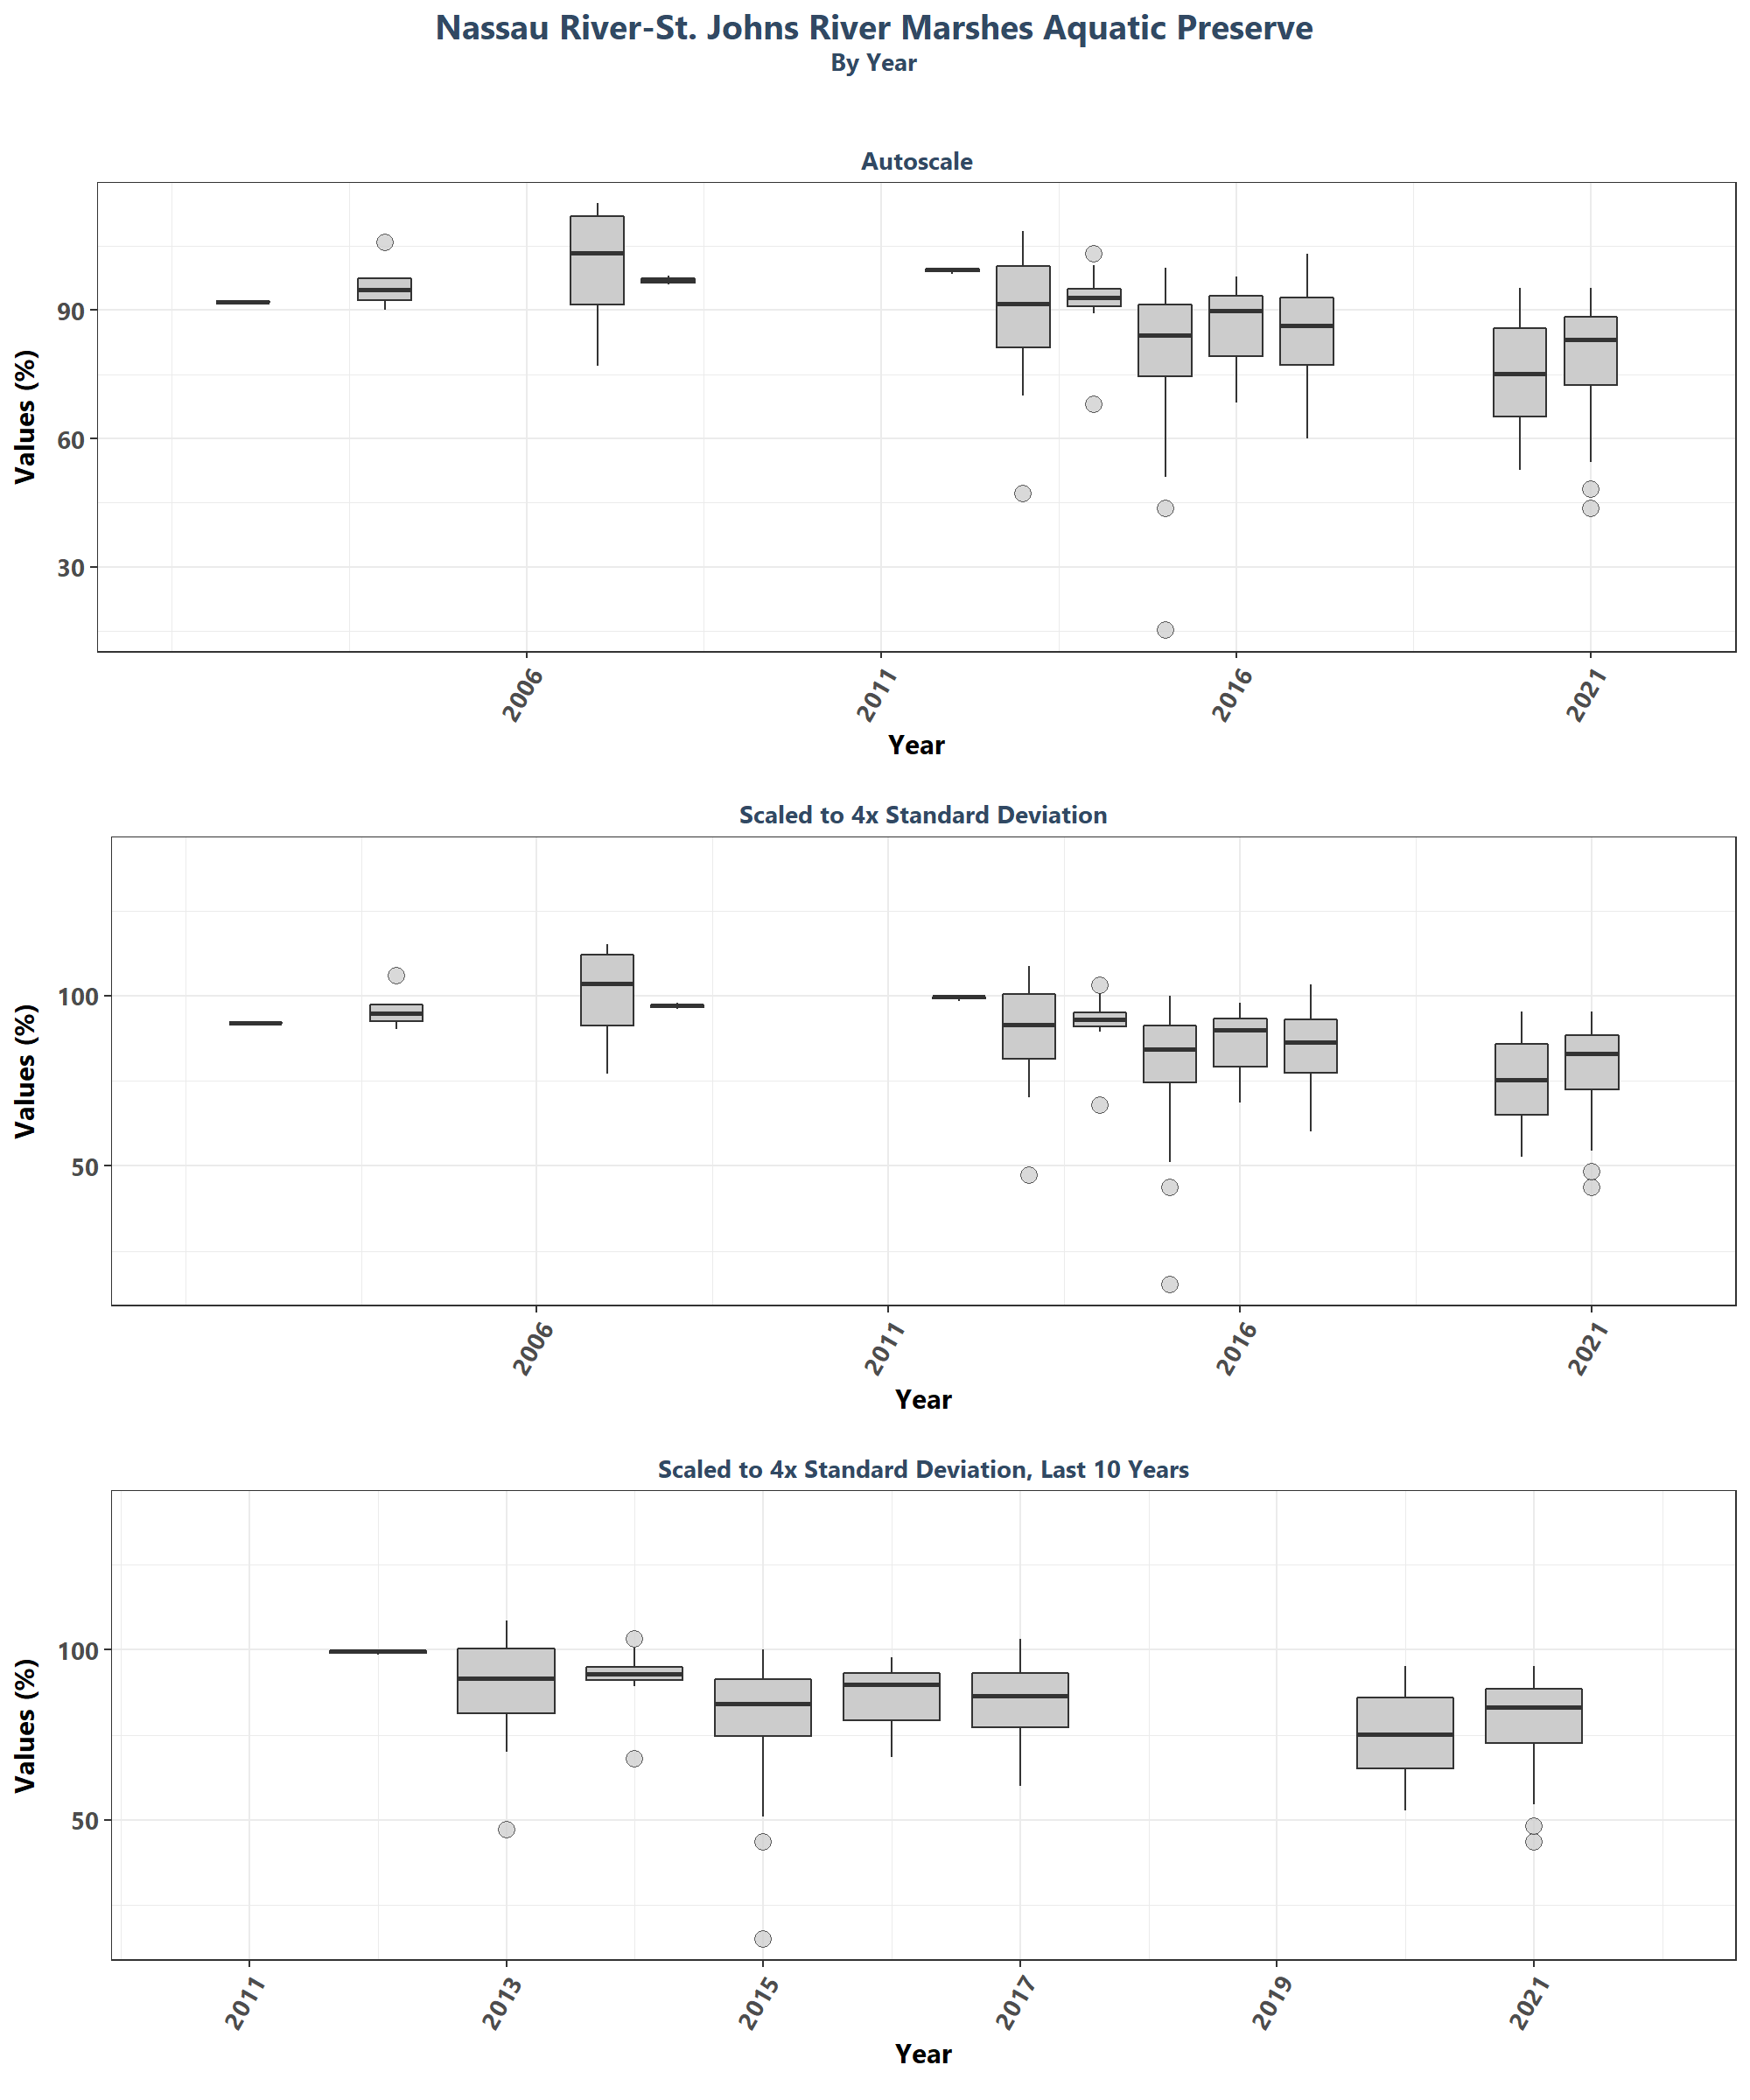 Nassau River-St. Johns River Marshes Aquatic Preserve
By Year
Autoscale
Values (%)
90
60
30
2006
2011
2016
2021
Year
Scaled to 4x Standard Deviation
Values (%)
100
50
2006
2011
2016
2021
Year
Scaled to 4x Standard Deviation, Last 10 Years
Values (%)
100
50
2011
2013
2015
2017
2019
2021
Year